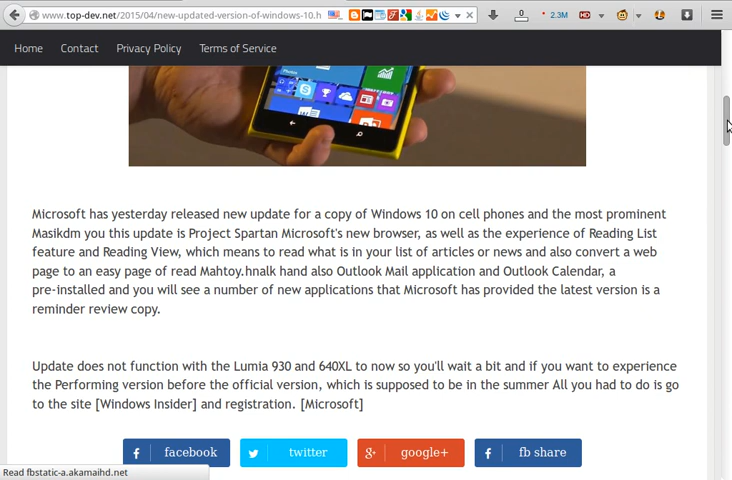 www.top-dev.net/2015/04/new-updated-version-of-windows-10.h
0
2.3M
HD
Home Contact Privacy Policy Terms of Service
Photos
Microsoft has yesterday released new update for a copy of Windows 10 on cell phones and the most prominent
Masikdm you this update is Project Spartan Microsoft's new browser, as well as the experience of Reading List
feature and Reading View, which means to read what is in your list of articles or news and also convert a web
page to an easy page of read Mahtoy.hnalk hand also Outlook Mail application and Outlook Calendar, a
pre-installed and you will see a number of new applications that Microsoft has provided the latest version is a
reminder review copy.
Update does not function with the Lumia 930 and 640XL to now so you'll wait a bit and if you want to experience
the Performing version before the official version, which is supposed to be in the summer All you had to do is go
to the site [Windows Insider] and registration. [Microsoft]
facebook twitter google+ fb share
Read fbstatic-a.akamaihd.net